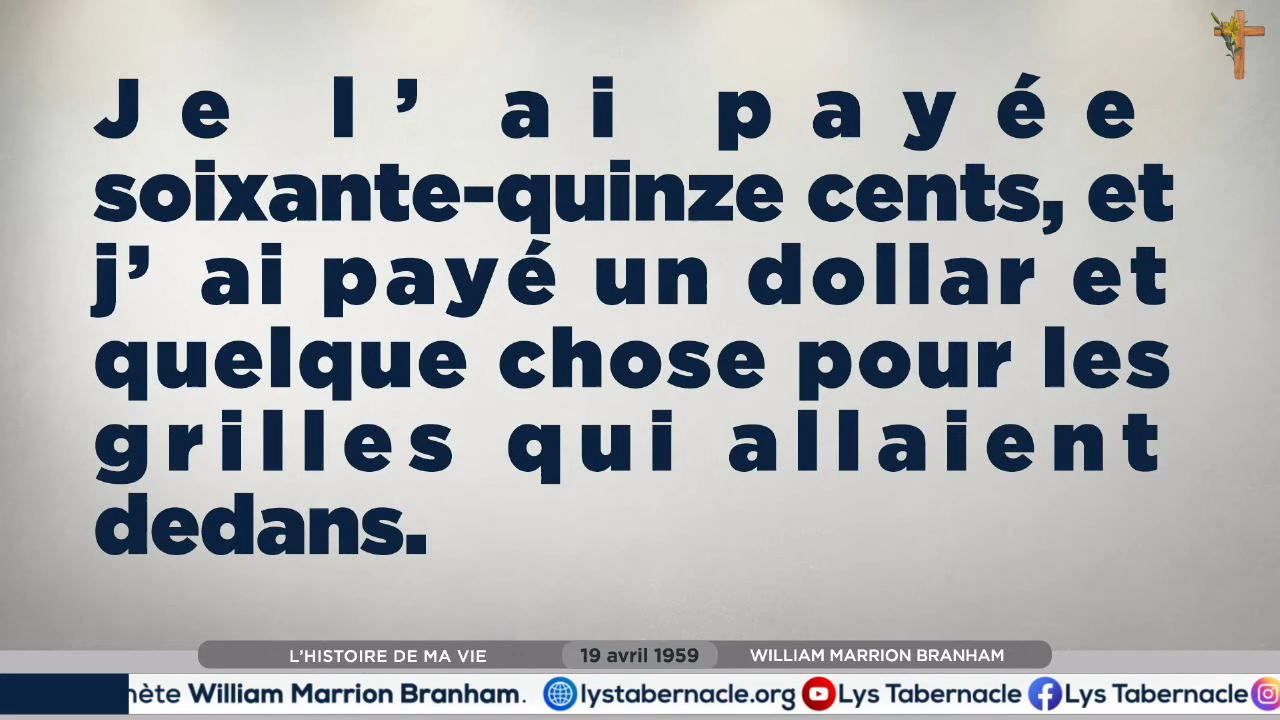 Je l’ai payée
soixante-quinze cents, et
j’ ai payé un dollar et
quelque chose pour les
grilles qui allaient
dedans.
L’HISTOIRE DE MA VIE 19 avril 1959 WILLIAM MARRION BRANHAM
William Marrion Branham. lystabernacle.org Lys Tabernacle Lys Tabernacle